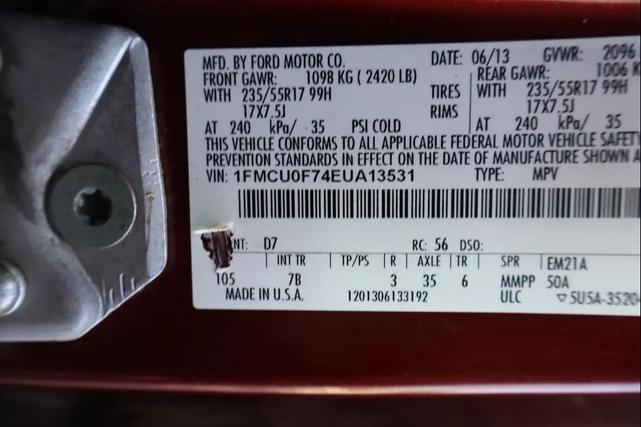 MFD. BY FORD MOTOR CO. DATE: 06/13 GVWR: 2096
FRONT GAWR: 1098 KG ( 2420 LB) REAR GAWR: 1006 K
WITH 235/55R17 99H TIRES WITH 235/55R17 99H
17X7.5J RIMS 17X7.5J
AT 240 kPa/ 35 PSI COLD AT 240 kPa/ 35
THIS VEHICLE CONFORMS TO ALL APPLICABLE FEDERAL MOTOR VEHICLE SAFETY
PREVENTION STANDARDS IN EFFECT ON THE DATE OF MANUFACTURE SHOWN A
VIN: 1FMCU0F74EUA13531 TYPE: MPV
NT: D7 RC: 56 DSO:
INT TR TP/PS R AXLE TR SPR EM21A
105 7B 3 35 6 MMPP 50A
MADE IN U.S.A. 1201306133192 ULC ▽5U5A-3520